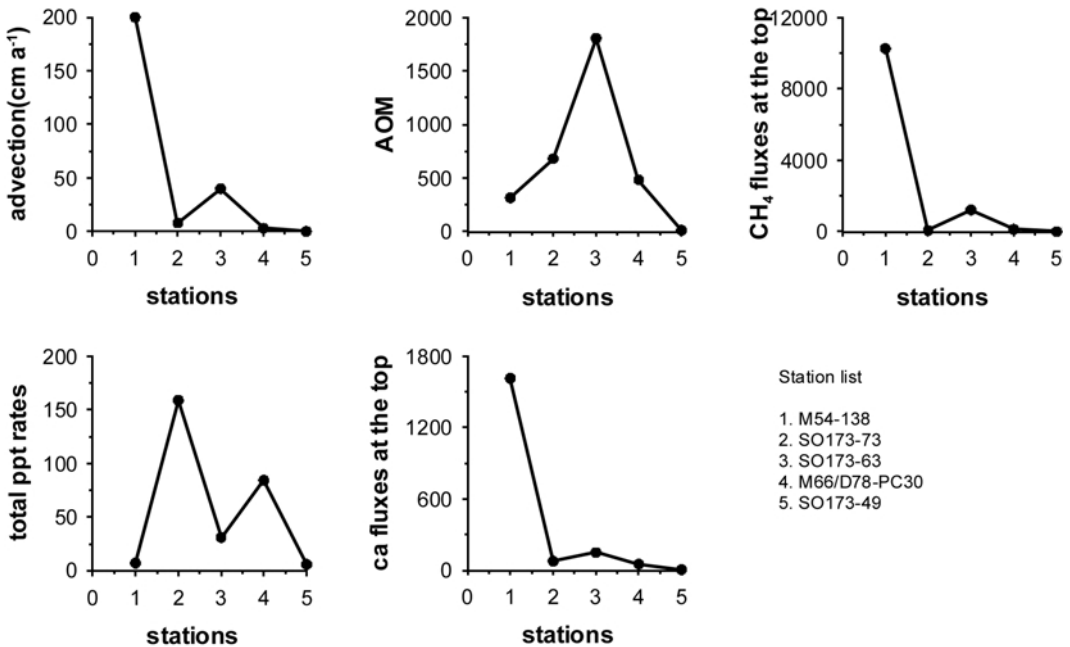 advection(cm a⁻¹)
200
150
100
50
0
0 1 2 3 4 5
stations
AOM
2000
1500
1000
500
0
0 1 2 3 4 5
stations
CH₄ fluxes at the top
12000
8000
4000
0
0 1 2 3 4 5
stations
total ppt rates
200
150
100
50
0
0 1 2 3 4 5
stations
ca fluxes at the top
1800
1200
600
0
0 1 2 3 4 5
stations
Station list
1. M54-138
2. SO173-73
3. SO173-63
4. M66/D78-PC30
5. SO173-49